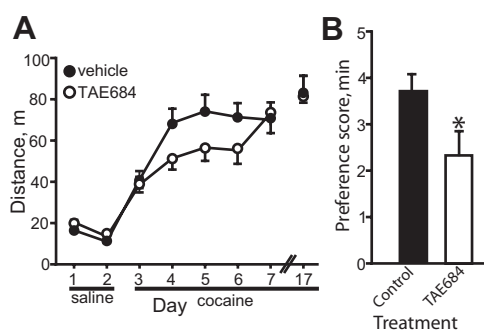 A
vehicle
TAE684
Distance, m
100
80
60
40
20
0
1 2 3 4 5 6 7 17
saline cocaine
Day
B
Preference score, min
5
4
3
2
1
0
*
Control TAE684
Treatment